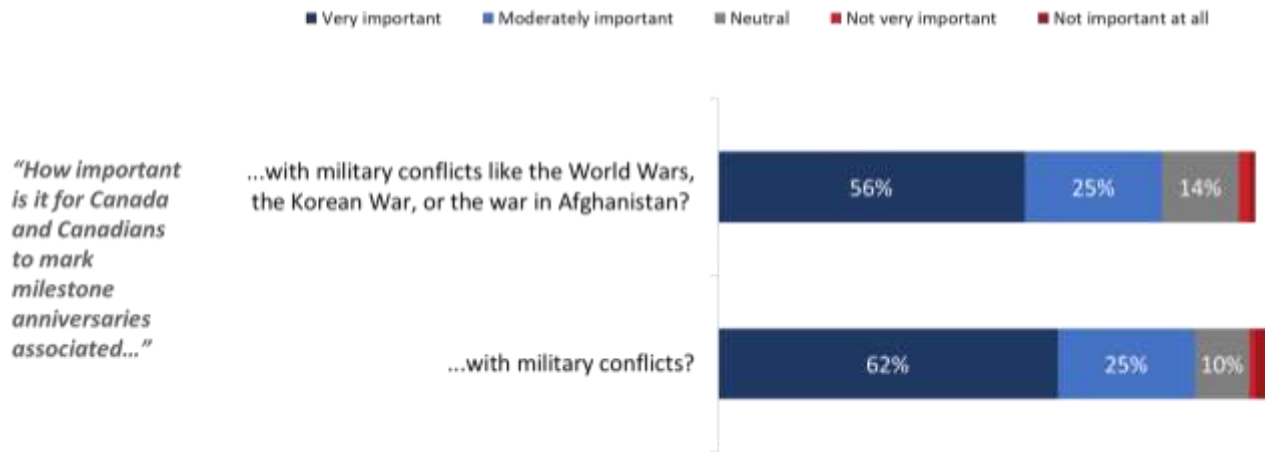 Very important Moderately important Neutral Not very important Not important at all
"How important
is it for Canada
and Canadians
to mark
milestone
anniversaries
associated..."
...with military conflicts like the World Wars,
the Korean War, or the war in Afghanistan?
56% 25% 14%
...with military conflicts?
62% 25% 10%